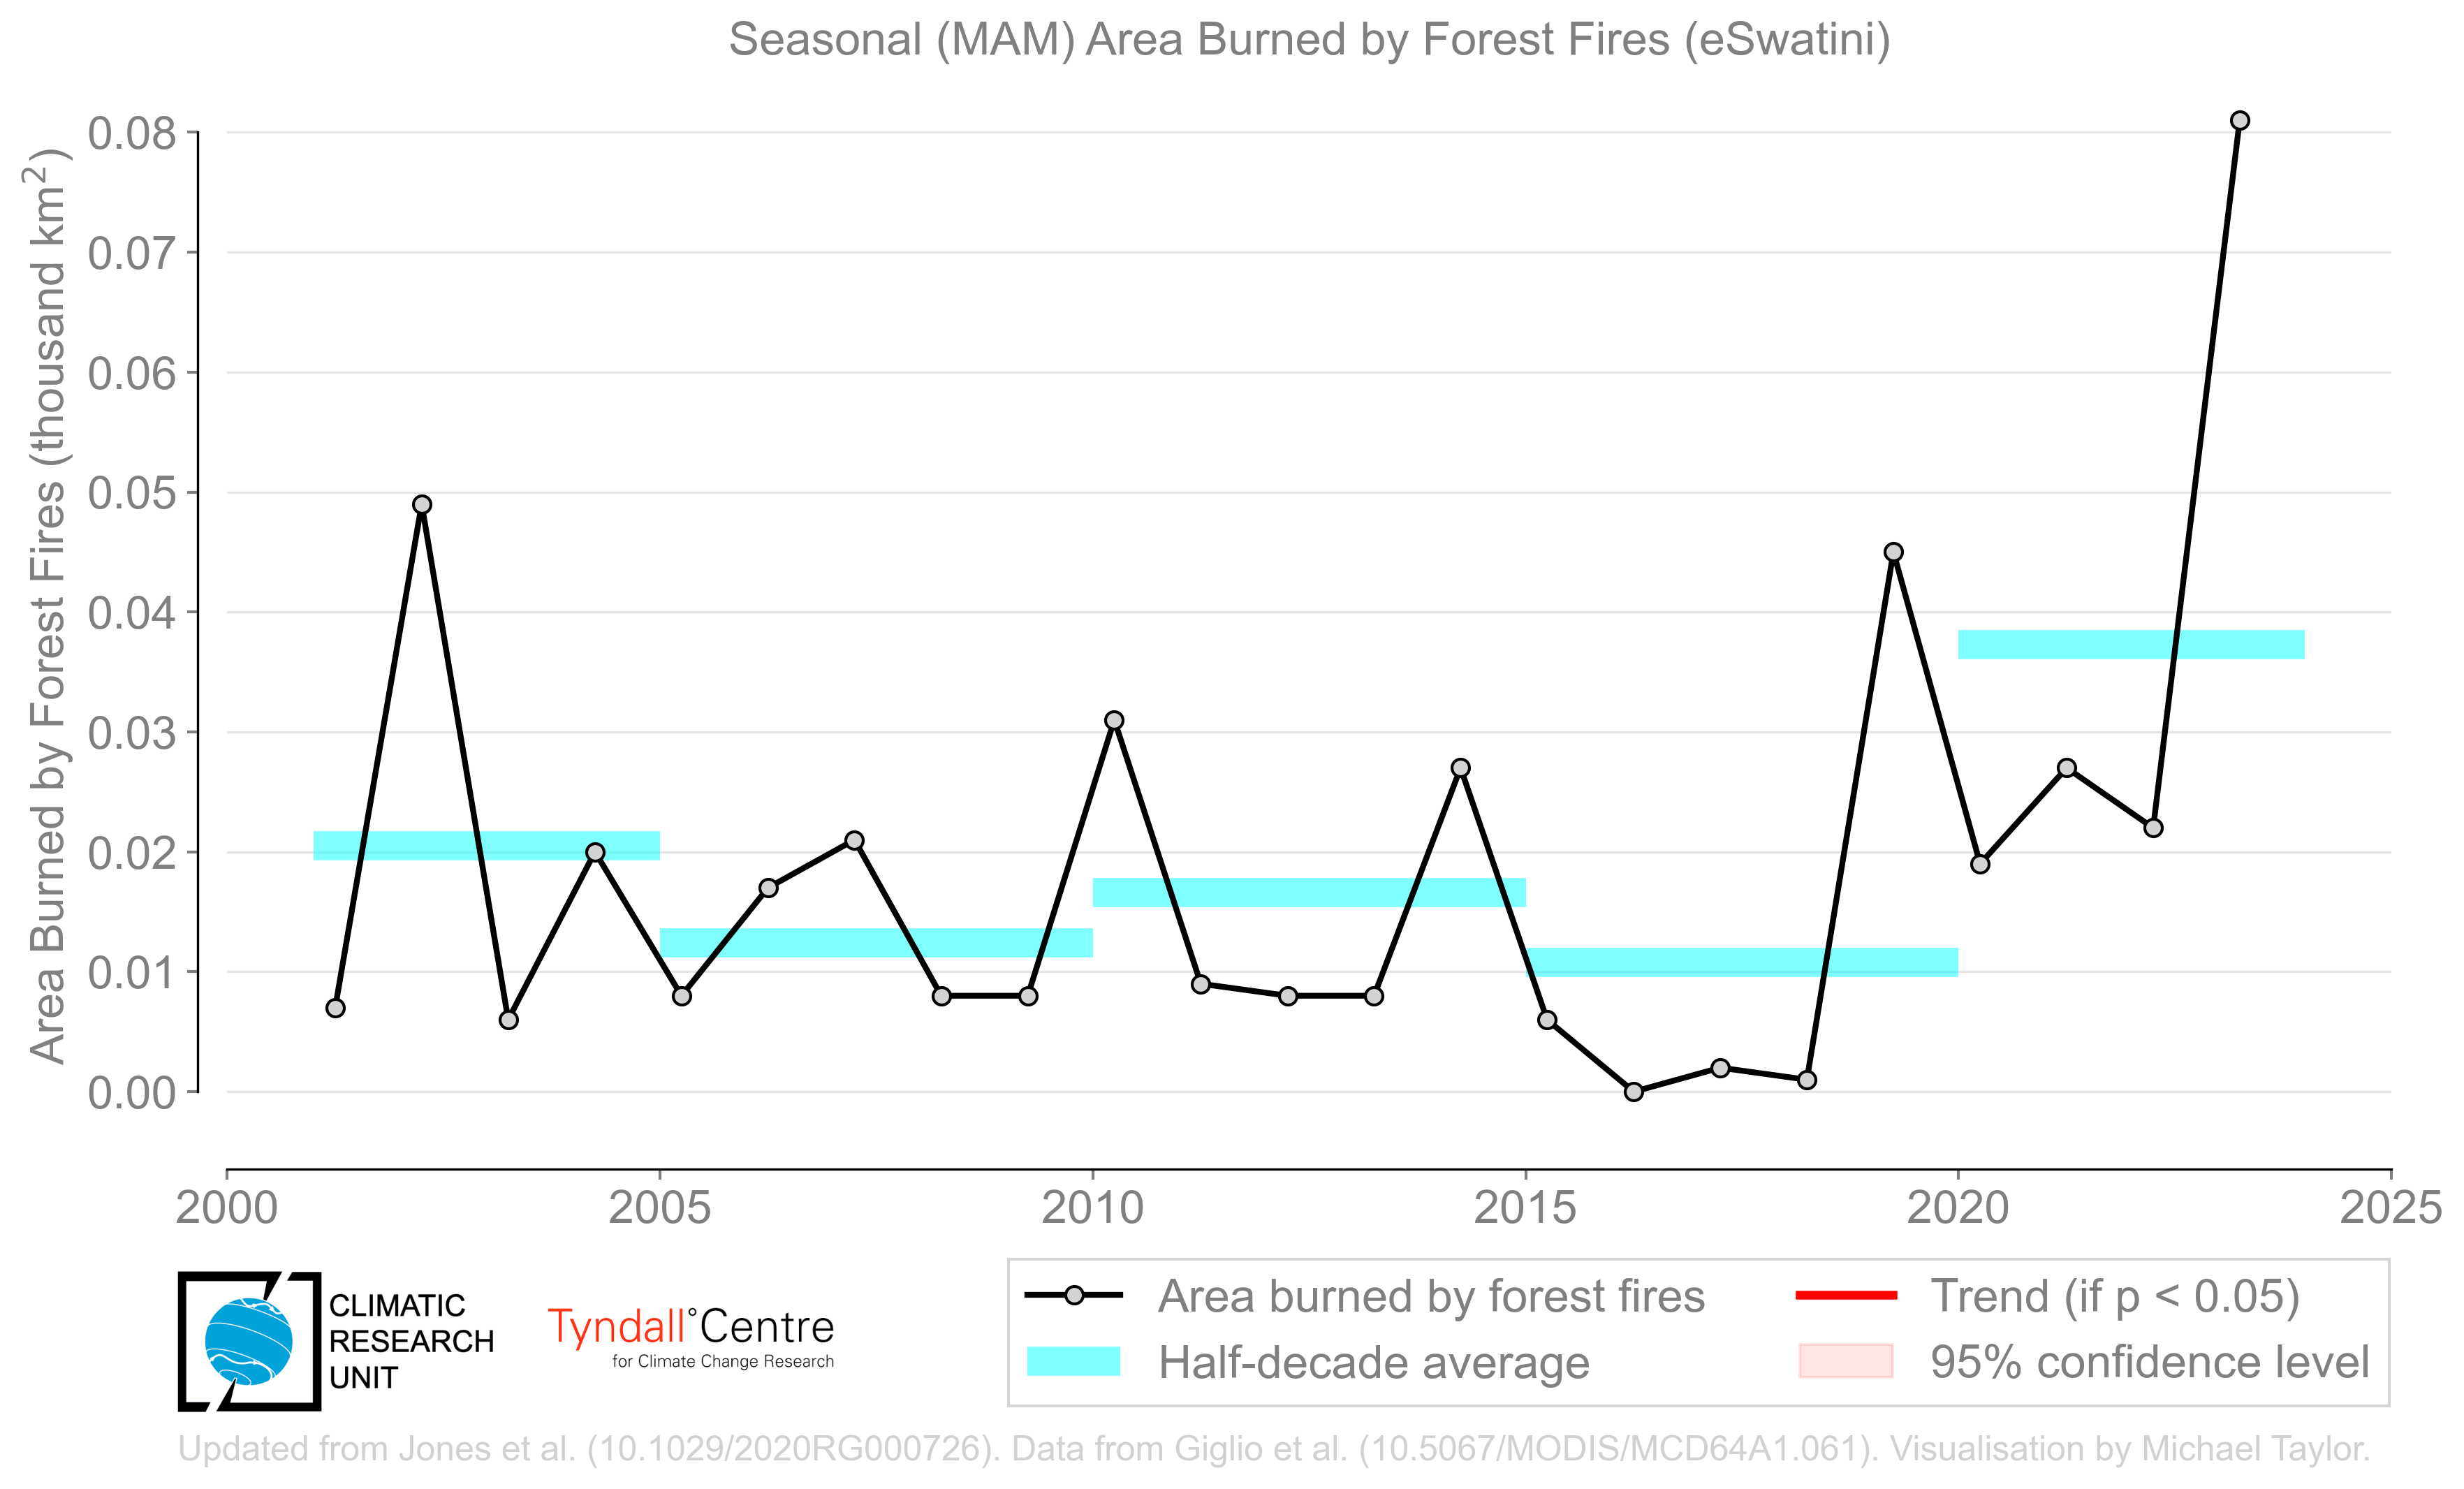 Seasonal (MAM) Area Burned by Forest Fires (eSwatini)
Area Burned by Forest Fires (thousand km²)
0.08
0.07
0.06
0.05
0.04
0.03
0.02
0.01
0.00
2000 2005 2010 2015 2020 2025
Area burned by forest fires
Half-decade average
Trend (if p < 0.05)
95% confidence level
CLIMATIC
RESEARCH
UNIT
Tyndall°Centre
for Climate Change Research
Updated from Jones et al. (10.1029/2020RG000726). Data from Giglio et al. (10.5067/MODIS/MCD64A1.061). Visualisation by Michael Taylor.